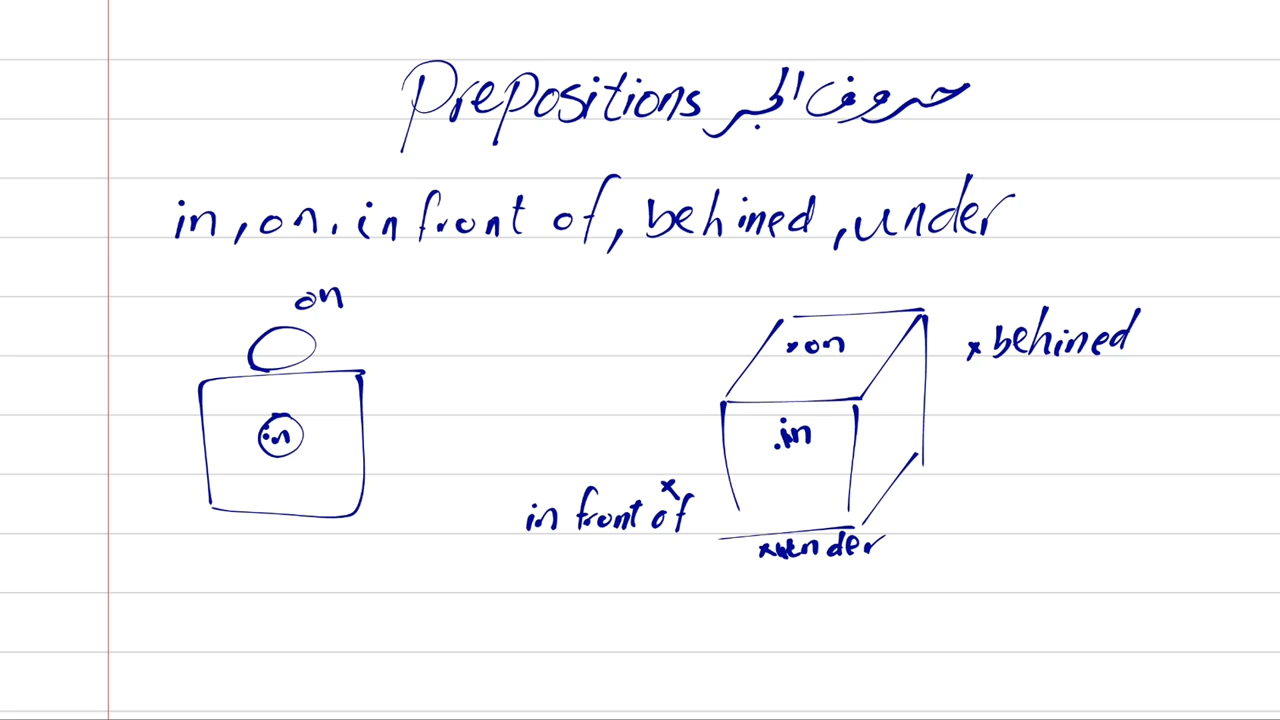 Prepositions حروف الجر
in, on, in front of, behined, under
on
in
on
behined
in
in front of
under